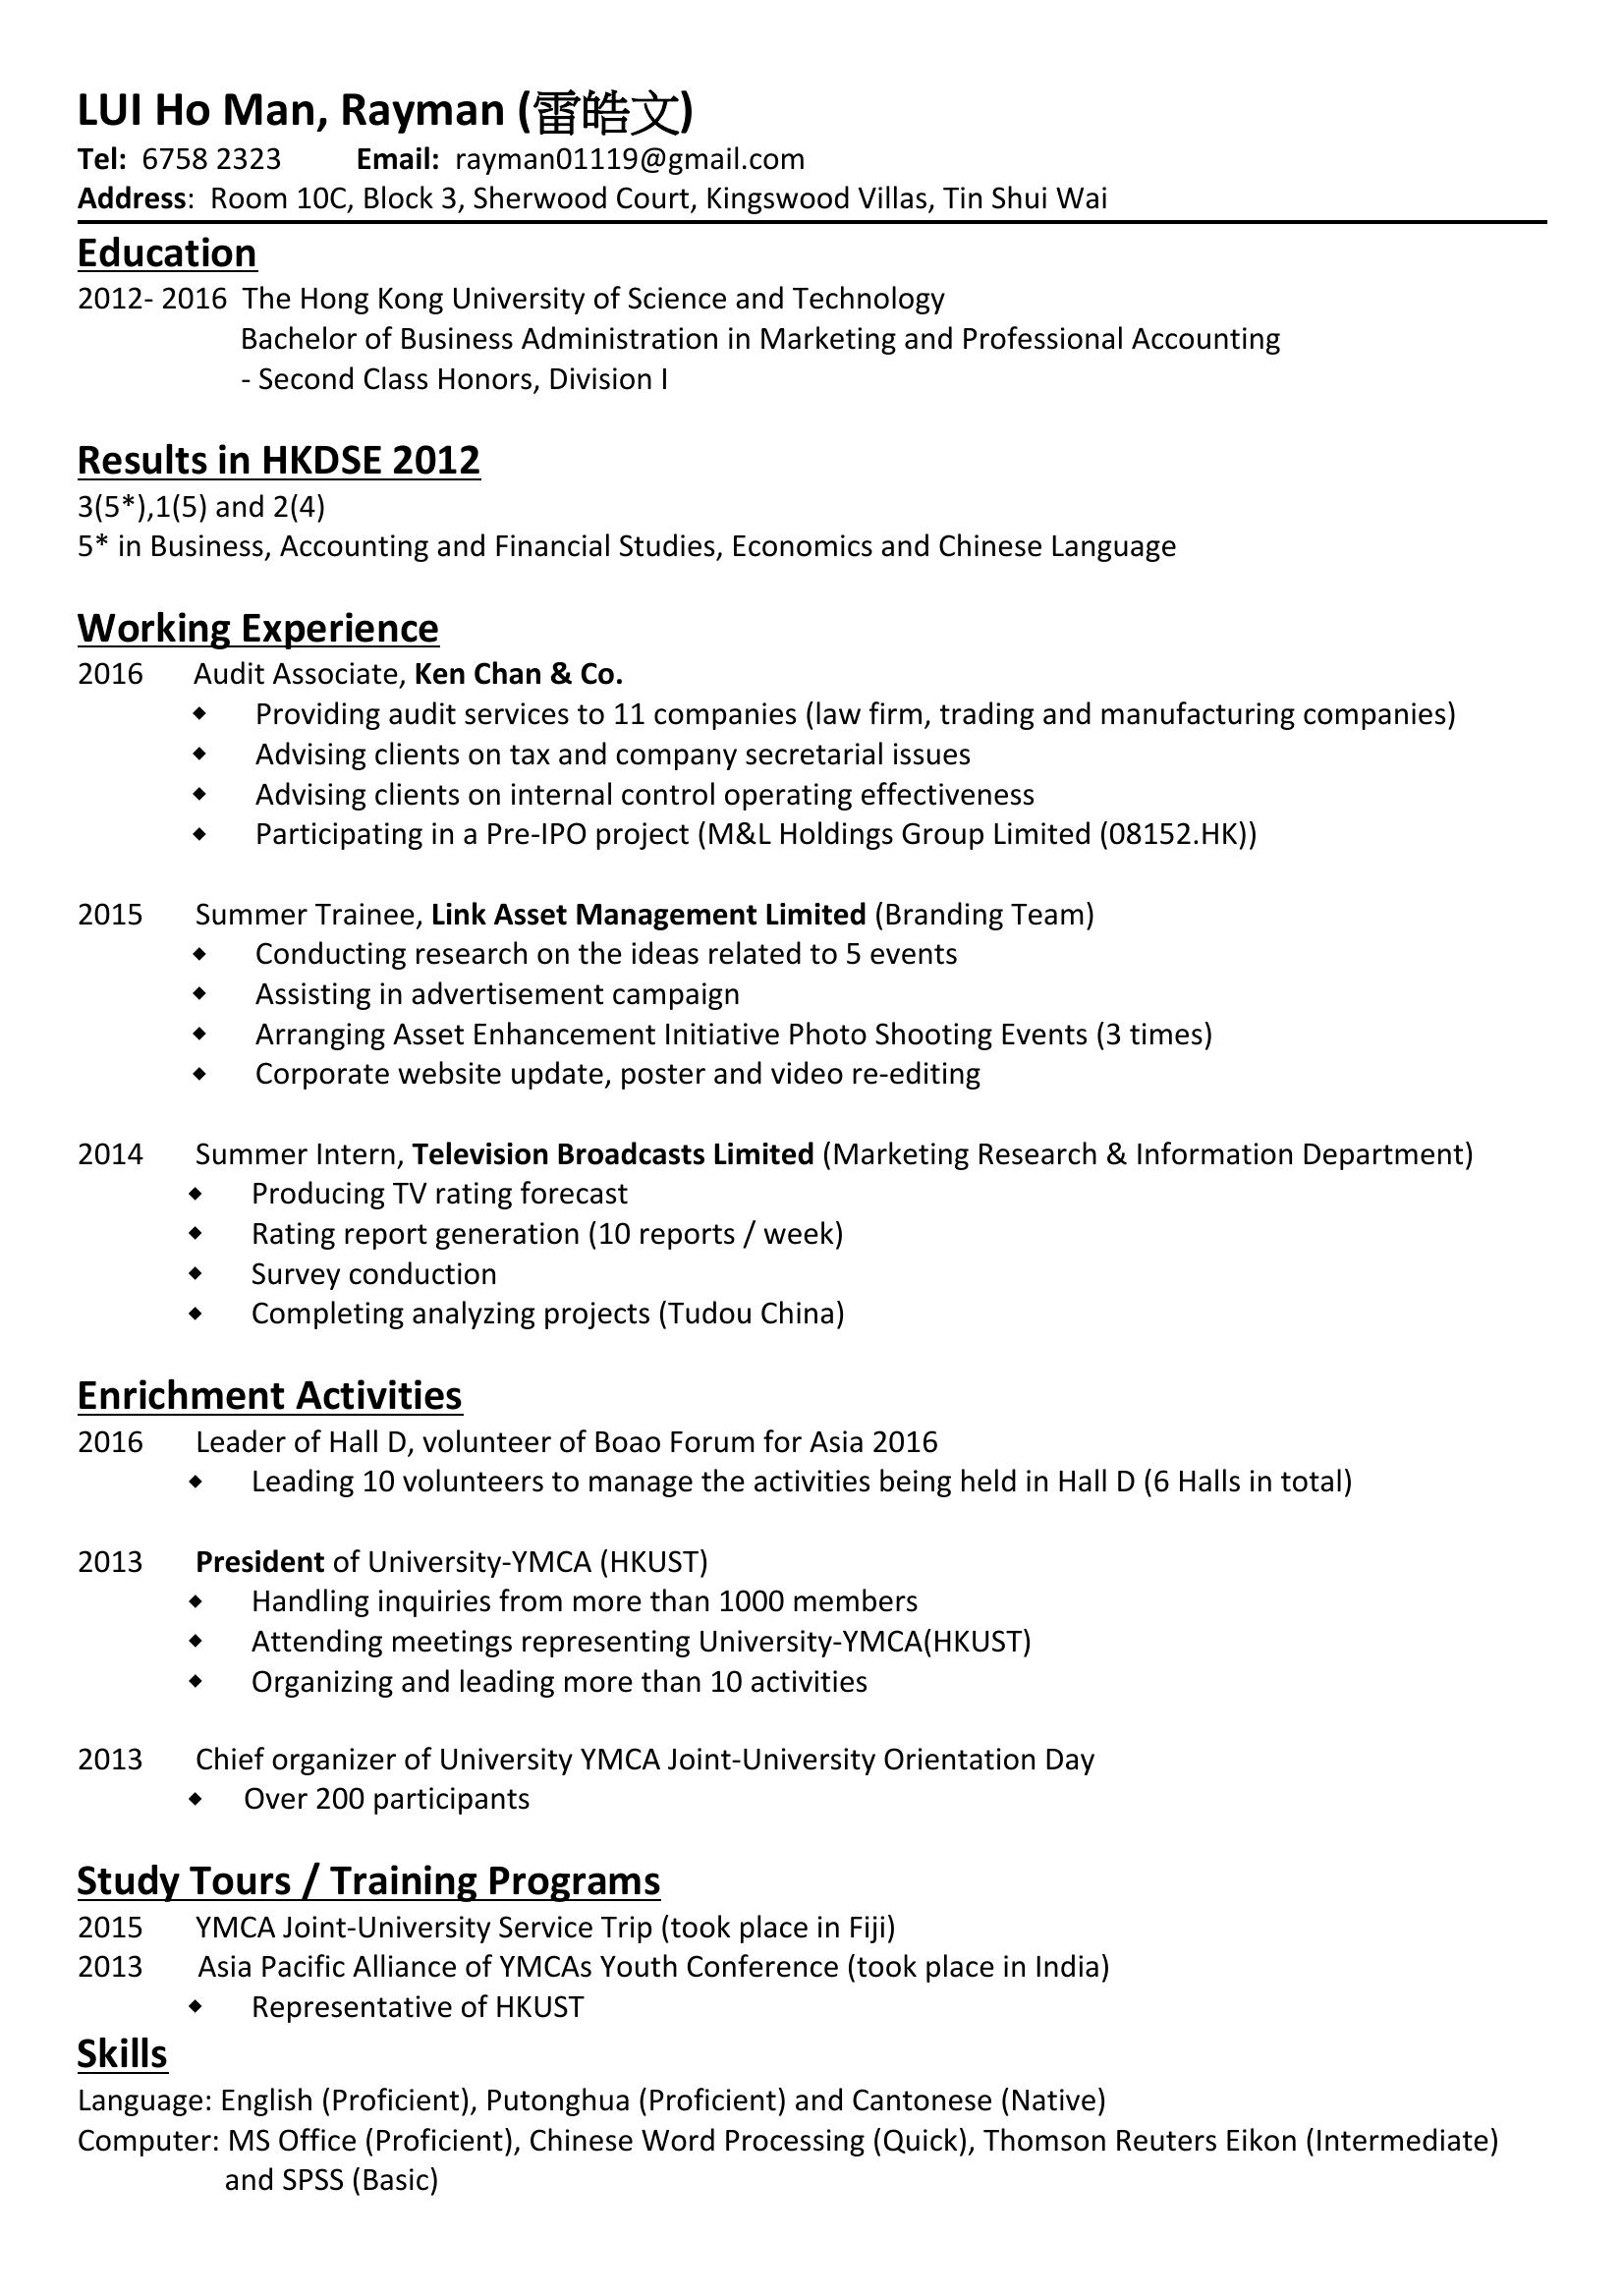 LUI Ho Man, Rayman (雷皓文)
Tel: 6758 2323 Email: rayman01119@gmail.com
Address: Room 10C, Block 3, Sherwood Court, Kingswood Villas, Tin Shui Wai
Education
2012- 2016 The Hong Kong University of Science and Technology
Bachelor of Business Administration in Marketing and Professional Accounting
- Second Class Honors, Division I
Results in HKDSE 2012
3(5*),1(5) and 2(4)
5* in Business, Accounting and Financial Studies, Economics and Chinese Language
Working Experience
2016 Audit Associate, Ken Chan & Co.
◆ Providing audit services to 11 companies (law firm, trading and manufacturing companies)
◆ Advising clients on tax and company secretarial issues
◆ Advising clients on internal control operating effectiveness
◆ Participating in a Pre-IPO project (M&L Holdings Group Limited (08152.HK))
2015 Summer Trainee, Link Asset Management Limited (Branding Team)
◆ Conducting research on the ideas related to 5 events
◆ Assisting in advertisement campaign
◆ Arranging Asset Enhancement Initiative Photo Shooting Events (3 times)
◆ Corporate website update, poster and video re-editing
2014 Summer Intern, Television Broadcasts Limited (Marketing Research & Information Department)
◆ Producing TV rating forecast
◆ Rating report generation (10 reports / week)
◆ Survey conduction
◆ Completing analyzing projects (Tudou China)
Enrichment Activities
2016 Leader of Hall D, volunteer of Boao Forum for Asia 2016
◆ Leading 10 volunteers to manage the activities being held in Hall D (6 Halls in total)
2013 President of University-YMCA (HKUST)
◆ Handling inquiries from more than 1000 members
◆ Attending meetings representing University-YMCA(HKUST)
◆ Organizing and leading more than 10 activities
2013 Chief organizer of University YMCA Joint-University Orientation Day
◆ Over 200 participants
Study Tours / Training Programs
2015 YMCA Joint-University Service Trip (took place in Fiji)
2013 Asia Pacific Alliance of YMCAs Youth Conference (took place in India)
◆ Representative of HKUST
Skills
Language: English (Proficient), Putonghua (Proficient) and Cantonese (Native)
Computer: MS Office (Proficient), Chinese Word Processing (Quick), Thomson Reuters Eikon (Intermediate)
and SPSS (Basic)